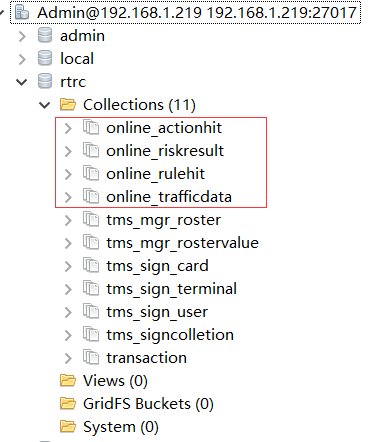 Admin@192.168.1.219 192.168.1.219:27017
admin
local
rtrc
Collections (11)
online_actionhit
online_riskresult
online_rulehit
online_trafficdata
tms_mgr_roster
tms_mgr_rostervalue
tms_sign_card
tms_sign_terminal
tms_sign_user
tms_signcolletion
transaction
Views (0)
GridFS Buckets (0)
System (0)